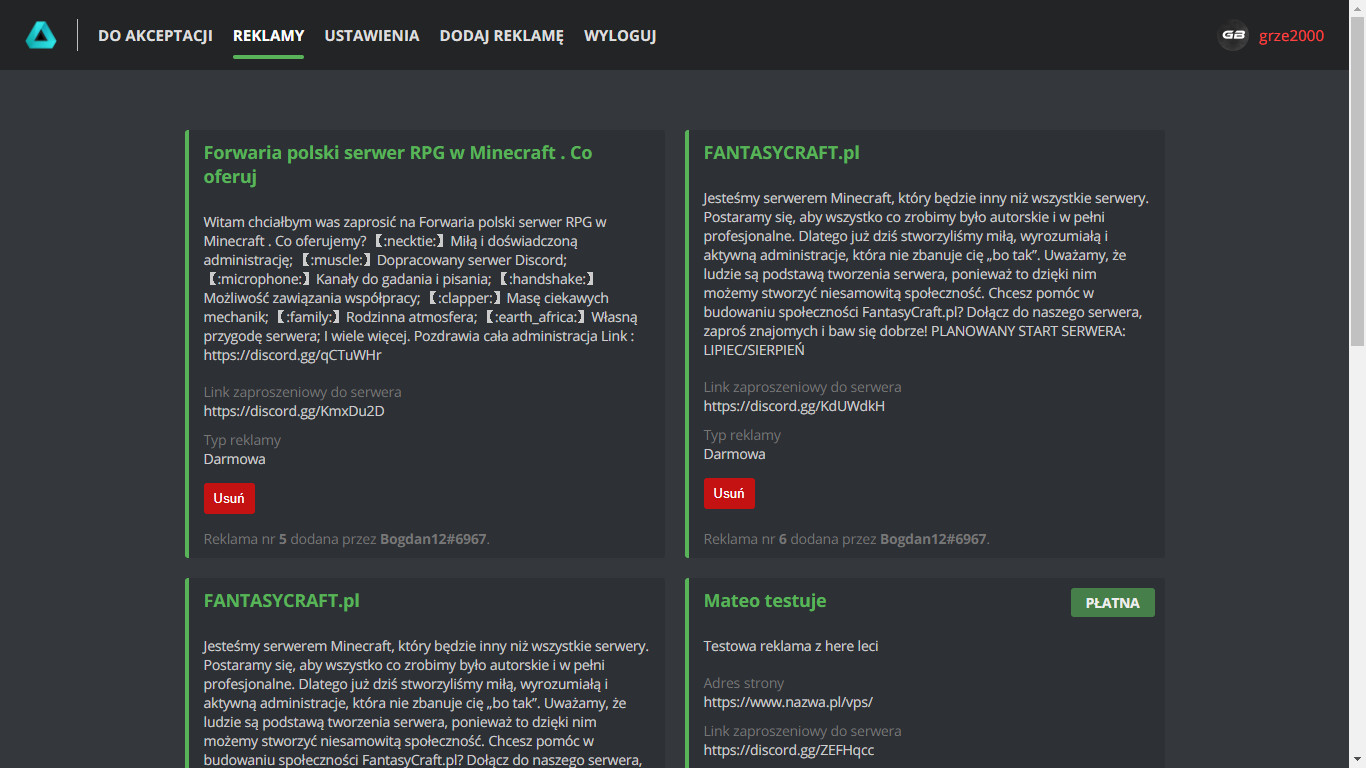 DO AKCEPTACJI REKLAMY USTAWIENIA DODAJ REKLAMĘ WYLOGUJ GB grze2000
Forwaria polski serwer RPG w Minecraft . Co
oferuj
Witam chciałbym was zaprosić na Forwaria polski serwer RPG w
Minecraft . Co oferujemy? 【:necktie:】Miłą i doświadczoną
administrację; 【:muscle:】Dopracowany serwer Discord;
【:microphone:】Kanały do gadania i pisania; 【:handshake:】
Możliwość zawiązania współpracy; 【:clapper:】Masę ciekawych
mechanik; 【:family:】Rodzinna atmosfera; 【:earth_africa:】Własną
przygodę serwera; I wiele więcej. Pozdrawia cała administracja Link :
https://discord.gg/qCTuWHr
Link zaproszeniowy do serwera
https://discord.gg/KmxDu2D
Typ reklamy
Darmowa
Usuń
Reklama nr 5 dodana przez Bogdan12#6967.
FANTASYCRAFT.pl
Jesteśmy serwerem Minecraft, który będzie inny niż wszystkie serwery.
Postaramy się, aby wszystko co zrobimy było autorskie i w pełni
profesjonalne. Dlatego już dziś stworzyliśmy miłą, wyrozumiałą i
aktywną administracje, która nie zbanuje cię „bo tak”. Uważamy, że
ludzie są podstawą tworzenia serwera, ponieważ to dzięki nim
możemy stworzyć niesamowitą społeczność. Chcesz pomóc w
budowaniu społeczności FantasyCraft.pl? Dołącz do naszego serwera,
zaproś znajomych i baw się dobrze! PLANOWANY START SERWERA:
LIPIEC/SIERPIEŃ
Link zaproszeniowy do serwera
https://discord.gg/KdUWdkH
Typ reklamy
Darmowa
Usuń
Reklama nr 6 dodana przez Bogdan12#6967.
FANTASYCRAFT.pl
Jesteśmy serwerem Minecraft, który będzie inny niż wszystkie serwery.
Postaramy się, aby wszystko co zrobimy było autorskie i w pełni
profesjonalne. Dlatego już dziś stworzyliśmy miłą, wyrozumiałą i
aktywną administracje, która nie zbanuje cię „bo tak”. Uważamy, że
ludzie są podstawą tworzenia serwera, ponieważ to dzięki nim
możemy stworzyć niesamowitą społeczność. Chcesz pomóc w
budowaniu społeczności FantasyCraft.pl? Dołącz do naszego serwera,
Mateo testuje PŁATNA
Testowa reklama z here leci
Adres strony
https://www.nazwa.pl/vps/
Link zaproszeniowy do serwera
https://discord.gg/ZEFHqcc